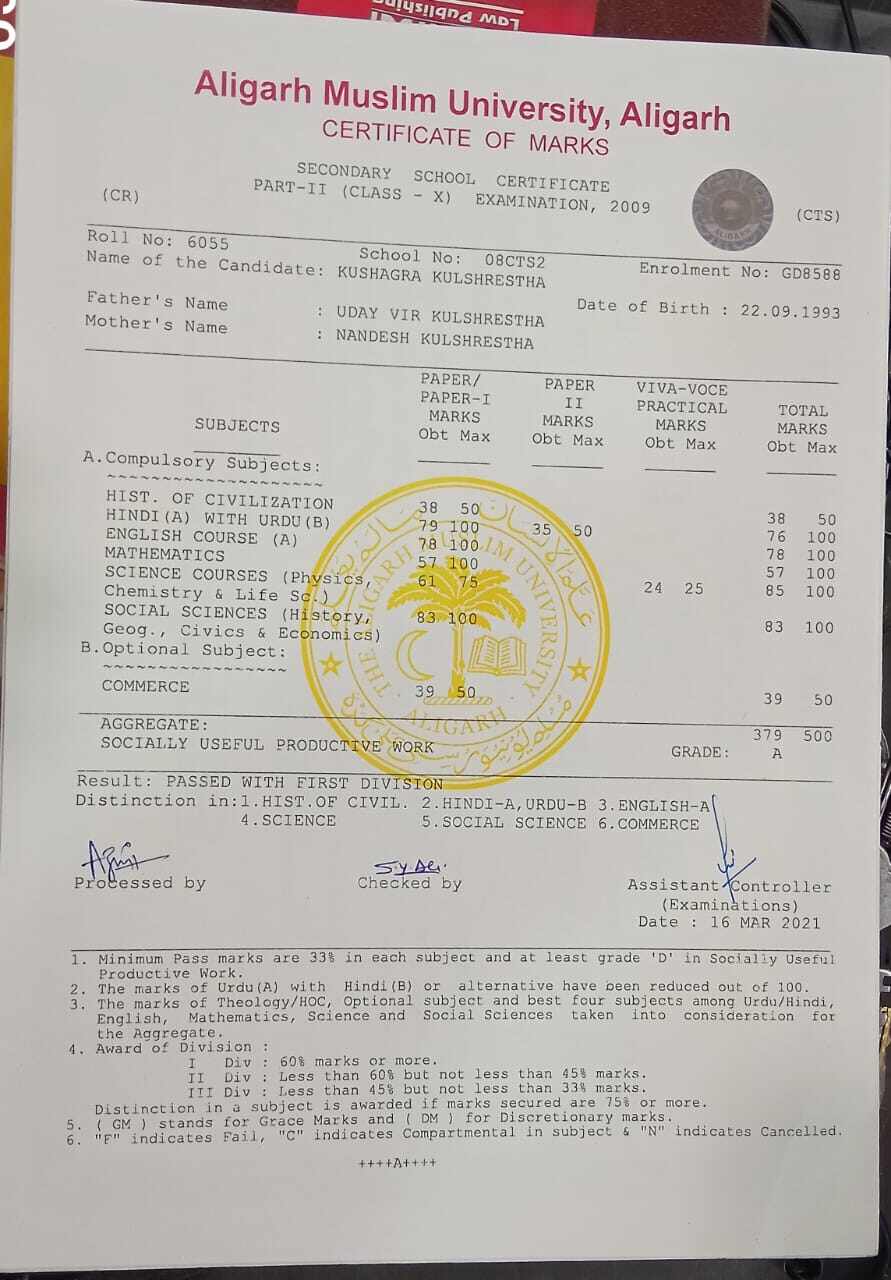 Law Publishing
Aligarh Muslim University, Aligarh
CERTIFICATE OF MARKS
SECONDARY SCHOOL CERTIFICATE
(CR) PART-II (CLASS - X) EXAMINATION, 2009 (CTS)
ALIGARH
Roll No: 6055 School No: 08CTS2 Enrolment No: GD8588
Name of the Candidate: KUSHAGRA KULSHRESTHA
Father's Name : UDAY VIR KULSHRESTHA Date of Birth : 22.09.1993
Mother's Name : NANDESH KULSHRESTHA
PAPER/ PAPER VIVA-VOCE
PAPER-I II PRACTICAL TOTAL
SUBJECTS MARKS MARKS MARKS MARKS
Obt Max Obt Max Obt Max Obt Max
A.Compulsory Subjects:
HIST. OF CIVILIZATION 38 50 38 50
HINDI(A) WITH URDU(B) 79 100 35 50 76 100
ENGLISH COURSE (A) 78 100 78 100
MATHEMATICS 57 100 57 100
SCIENCE COURSES (Physics, 61 75 24 25 85 100
Chemistry & Life Sc.)
SOCIAL SCIENCES (History, 83 100 83 100
Geog., Civics & Economics)
B.Optional Subject:
COMMERCE 39 50 39 50
THE ALIGARH MUSLIM UNIVERSITY
ALIGARH
AGGREGATE: 379 500
SOCIALLY USEFUL PRODUCTIVE WORK GRADE: A
Result: PASSED WITH FIRST DIVISION
Distinction in:1.HIST.OF CIVIL. 2.HINDI-A,URDU-B 3.ENGLISH-A
4.SCIENCE 5.SOCIAL SCIENCE 6.COMMERCE
S.Y.Ali.
Processed by Checked by Assistant Controller
(Examinations)
Date : 16 MAR 2021
1. Minimum Pass marks are 33% in each subject and at least grade 'D' in Socially Useful
Productive Work.
2. The marks of Urdu(A) with Hindi(B) or alternative have been reduced out of 100.
3. The marks of Theology/HOC, Optional subject and best four subjects among Urdu/Hindi,
English, Mathematics, Science and Social Sciences taken into consideration for
the Aggregate.
4. Award of Division :
I Div : 60% marks or more.
II Div : Less than 60% but not less than 45% marks.
III Div : Less than 45% but not less than 33% marks.
Distinction in a subject is awarded if marks secured are 75% or more.
5. ( GM ) stands for Grace Marks and ( DM ) for Discretionary marks.
6. "F" indicates Fail, "C" indicates Compartmental in subject & "N" indicates Cancelled.
++++A++++